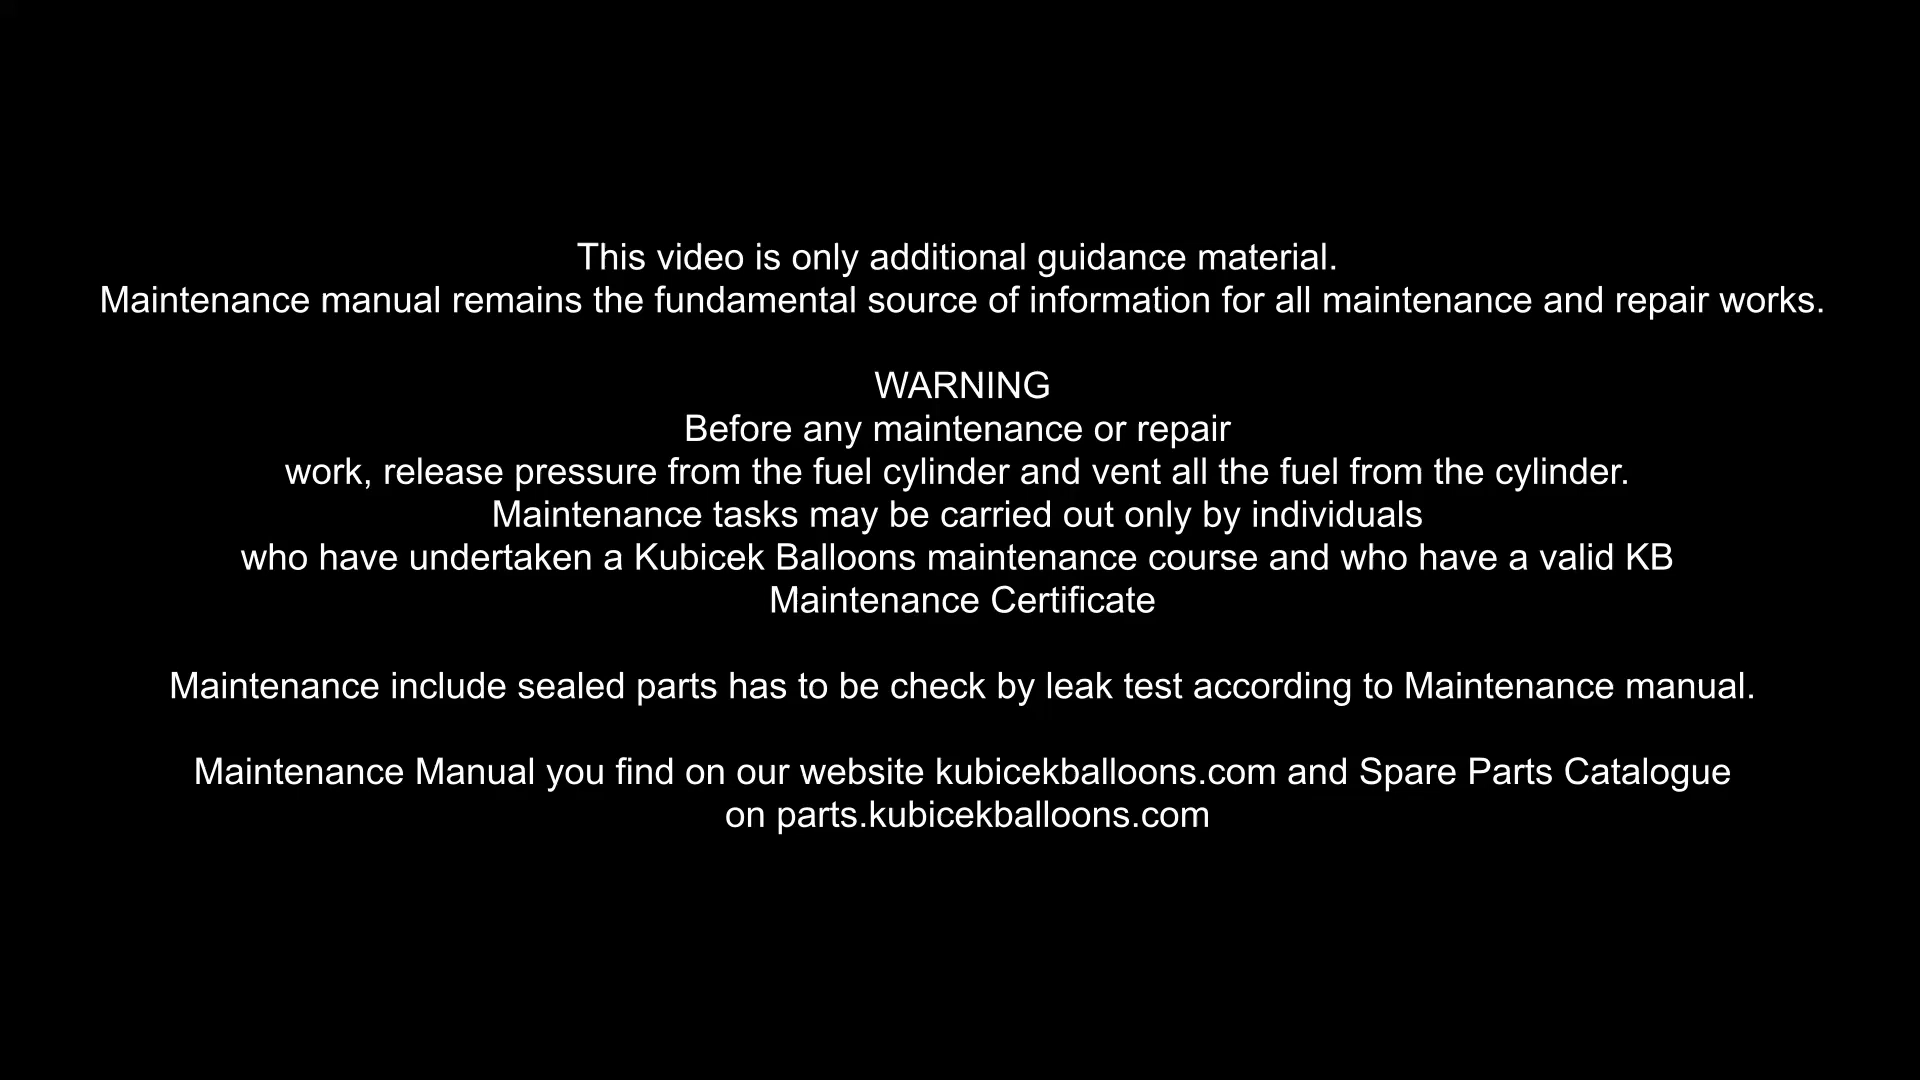 This video is only additional guidance material.
Maintenance manual remains the fundamental source of information for all maintenance and repair works.
WARNING
Before any maintenance or repair
work, release pressure from the fuel cylinder and vent all the fuel from the cylinder.
Maintenance tasks may be carried out only by individuals
who have undertaken a Kubicek Balloons maintenance course and who have a valid KB
Maintenance Certificate
Maintenance include sealed parts has to be check by leak test according to Maintenance manual.
Maintenance Manual you find on our website kubicekballoons.com and Spare Parts Catalogue
on parts.kubicekballoons.com